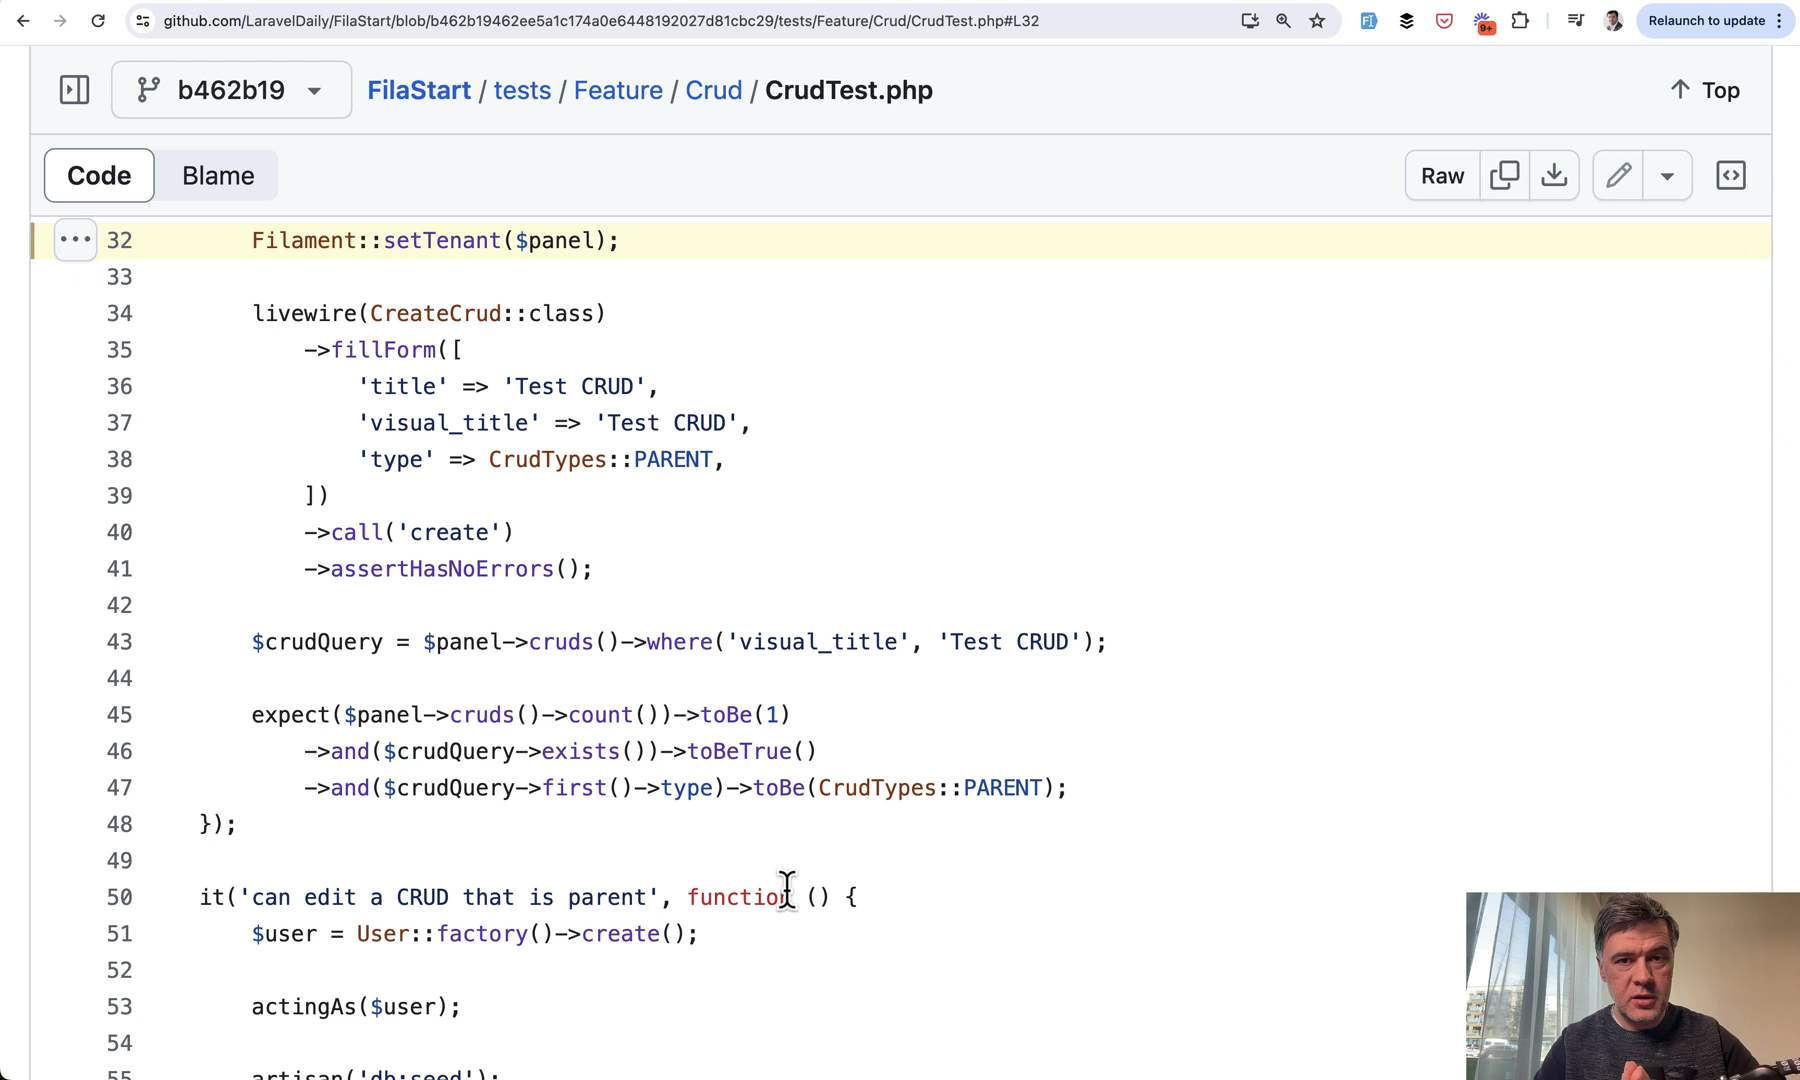 github.com/LaravelDaily/FilaStart/blob/b462b19462ee5a1c174a0e6448192027d81cbc29/tests/Feature/Crud/CrudTest.php#L32
9+
Relaunch to update
b462b19
FilaStart / tests / Feature / Crud / CrudTest.php
Top
Code
Blame
Raw
32 Filament::setTenant($panel);
33
34 livewire(CreateCrud::class)
35 ->fillForm([
36 'title' => 'Test CRUD',
37 'visual_title' => 'Test CRUD',
38 'type' => CrudTypes::PARENT,
39 ])
40 ->call('create')
41 ->assertHasNoErrors();
42
43 $crudQuery = $panel->cruds()->where('visual_title', 'Test CRUD');
44
45 expect($panel->cruds()->count())->toBe(1)
46 ->and($crudQuery->exists())->toBeTrue()
47 ->and($crudQuery->first()->type)->toBe(CrudTypes::PARENT);
48 });
49
50 it('can edit a CRUD that is parent', function () {
51 $user = User::factory()->create();
52
53 actingAs($user);
54
55 artisan('db:seed');